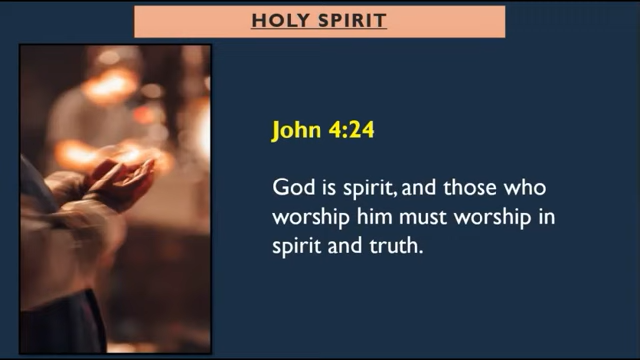 HOLY SPIRIT
John 4:24
God is spirit, and those who
worship him must worship in
spirit and truth.